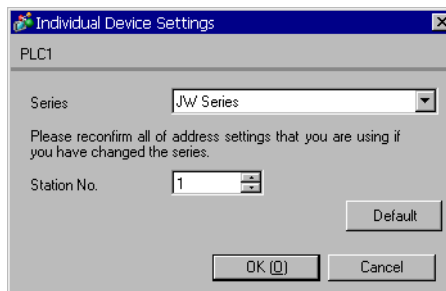 Individual Device Settings
PLC1
Series JW Series
Please reconfirm all of address settings that you are using if
you have changed the series.
Station No. 1
Default
OK (O) Cancel